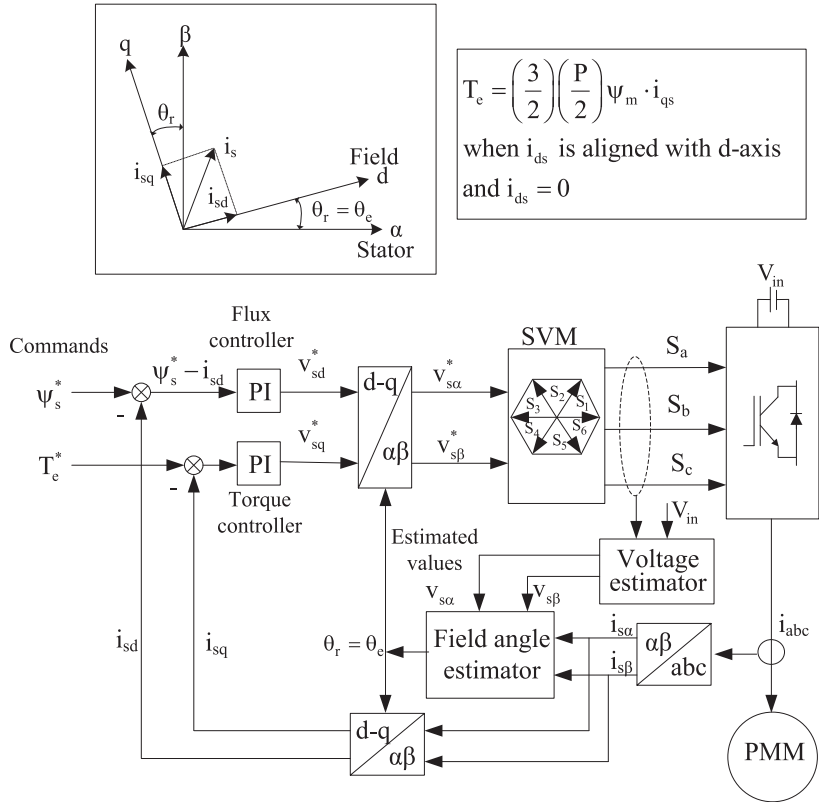 q
β
θr
is
isq
isd
Field
d
θr = θe
α
Stator
Te = (3/2)(P/2) ψm · iqs
when ids is aligned with d-axis
and ids = 0
Vin
Commands
Flux
controller
SVM
ψs*
-
ψs* − isd
PI
vsd*
d-q
αβ
vsα*
S1
S2
S3
S4
S5
S6
Sa
Sb
Sc
Te*
-
PI
vsq*
vsβ*
Torque
controller
Vin
Estimated
values
vsα
vsβ
Voltage
estimator
isd
isq
θr = θe
Field angle
estimator
isα
isβ
αβ
abc
iabc
d-q
αβ
PMM